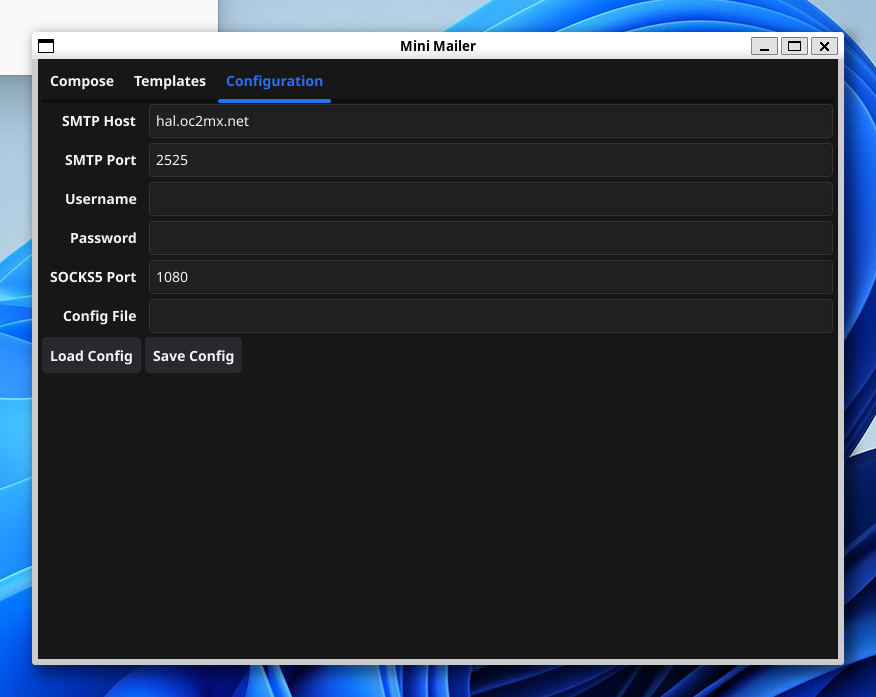 Mini Mailer
Compose Templates Configuration
SMTP Host hal.oc2mx.net
SMTP Port 2525
Username
Password
SOCKS5 Port 1080
Config File
Load Config Save Config